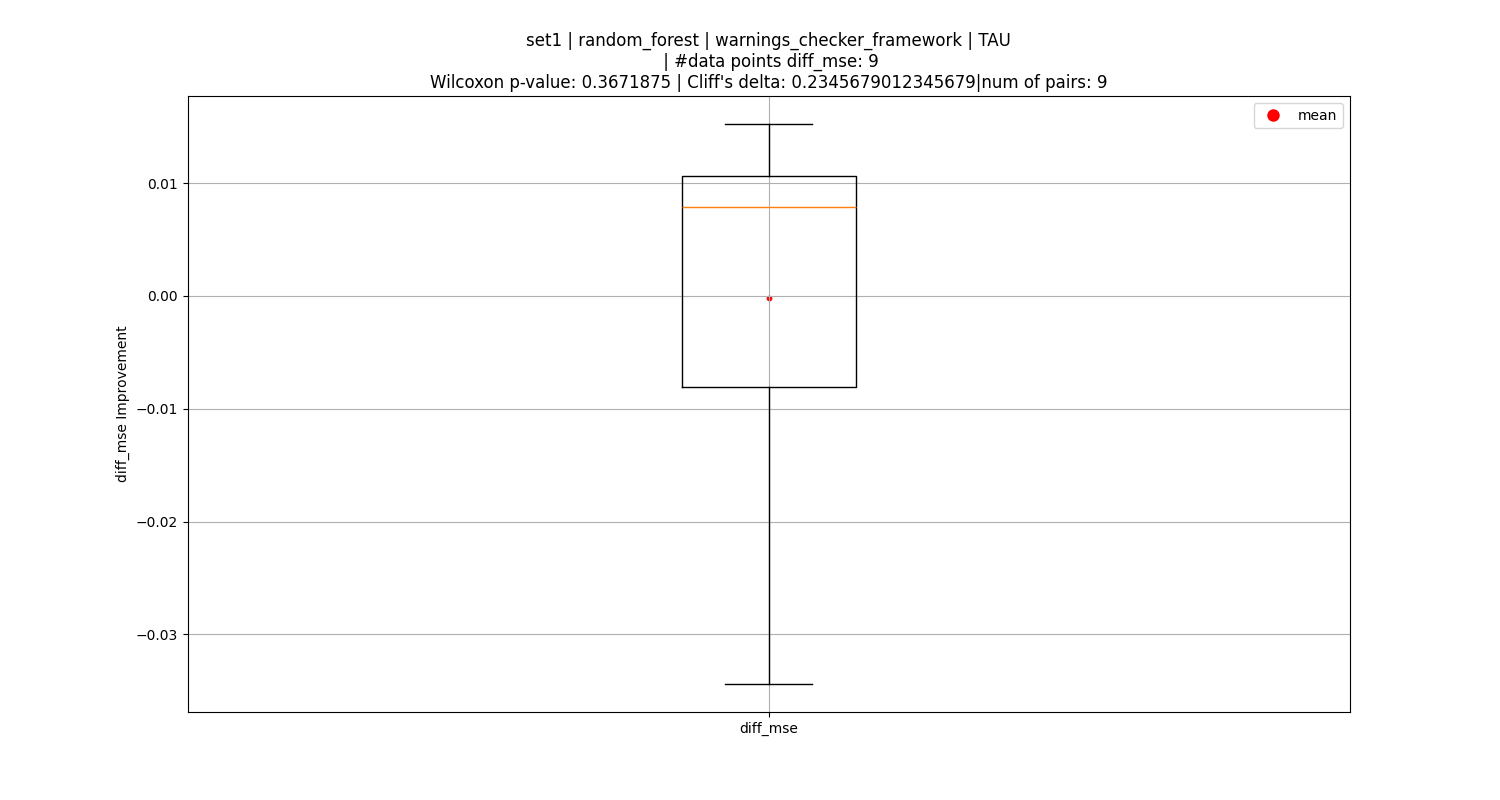 set1 | random_forest | warnings_checker_framework | TAU
| #data points diff_mse: 9
Wilcoxon p-value: 0.3671875 | Cliff's delta: 0.2345679012345679|num of pairs: 9
mean
0.01
0.00
−0.01
−0.02
−0.03
diff_mse Improvement
diff_mse